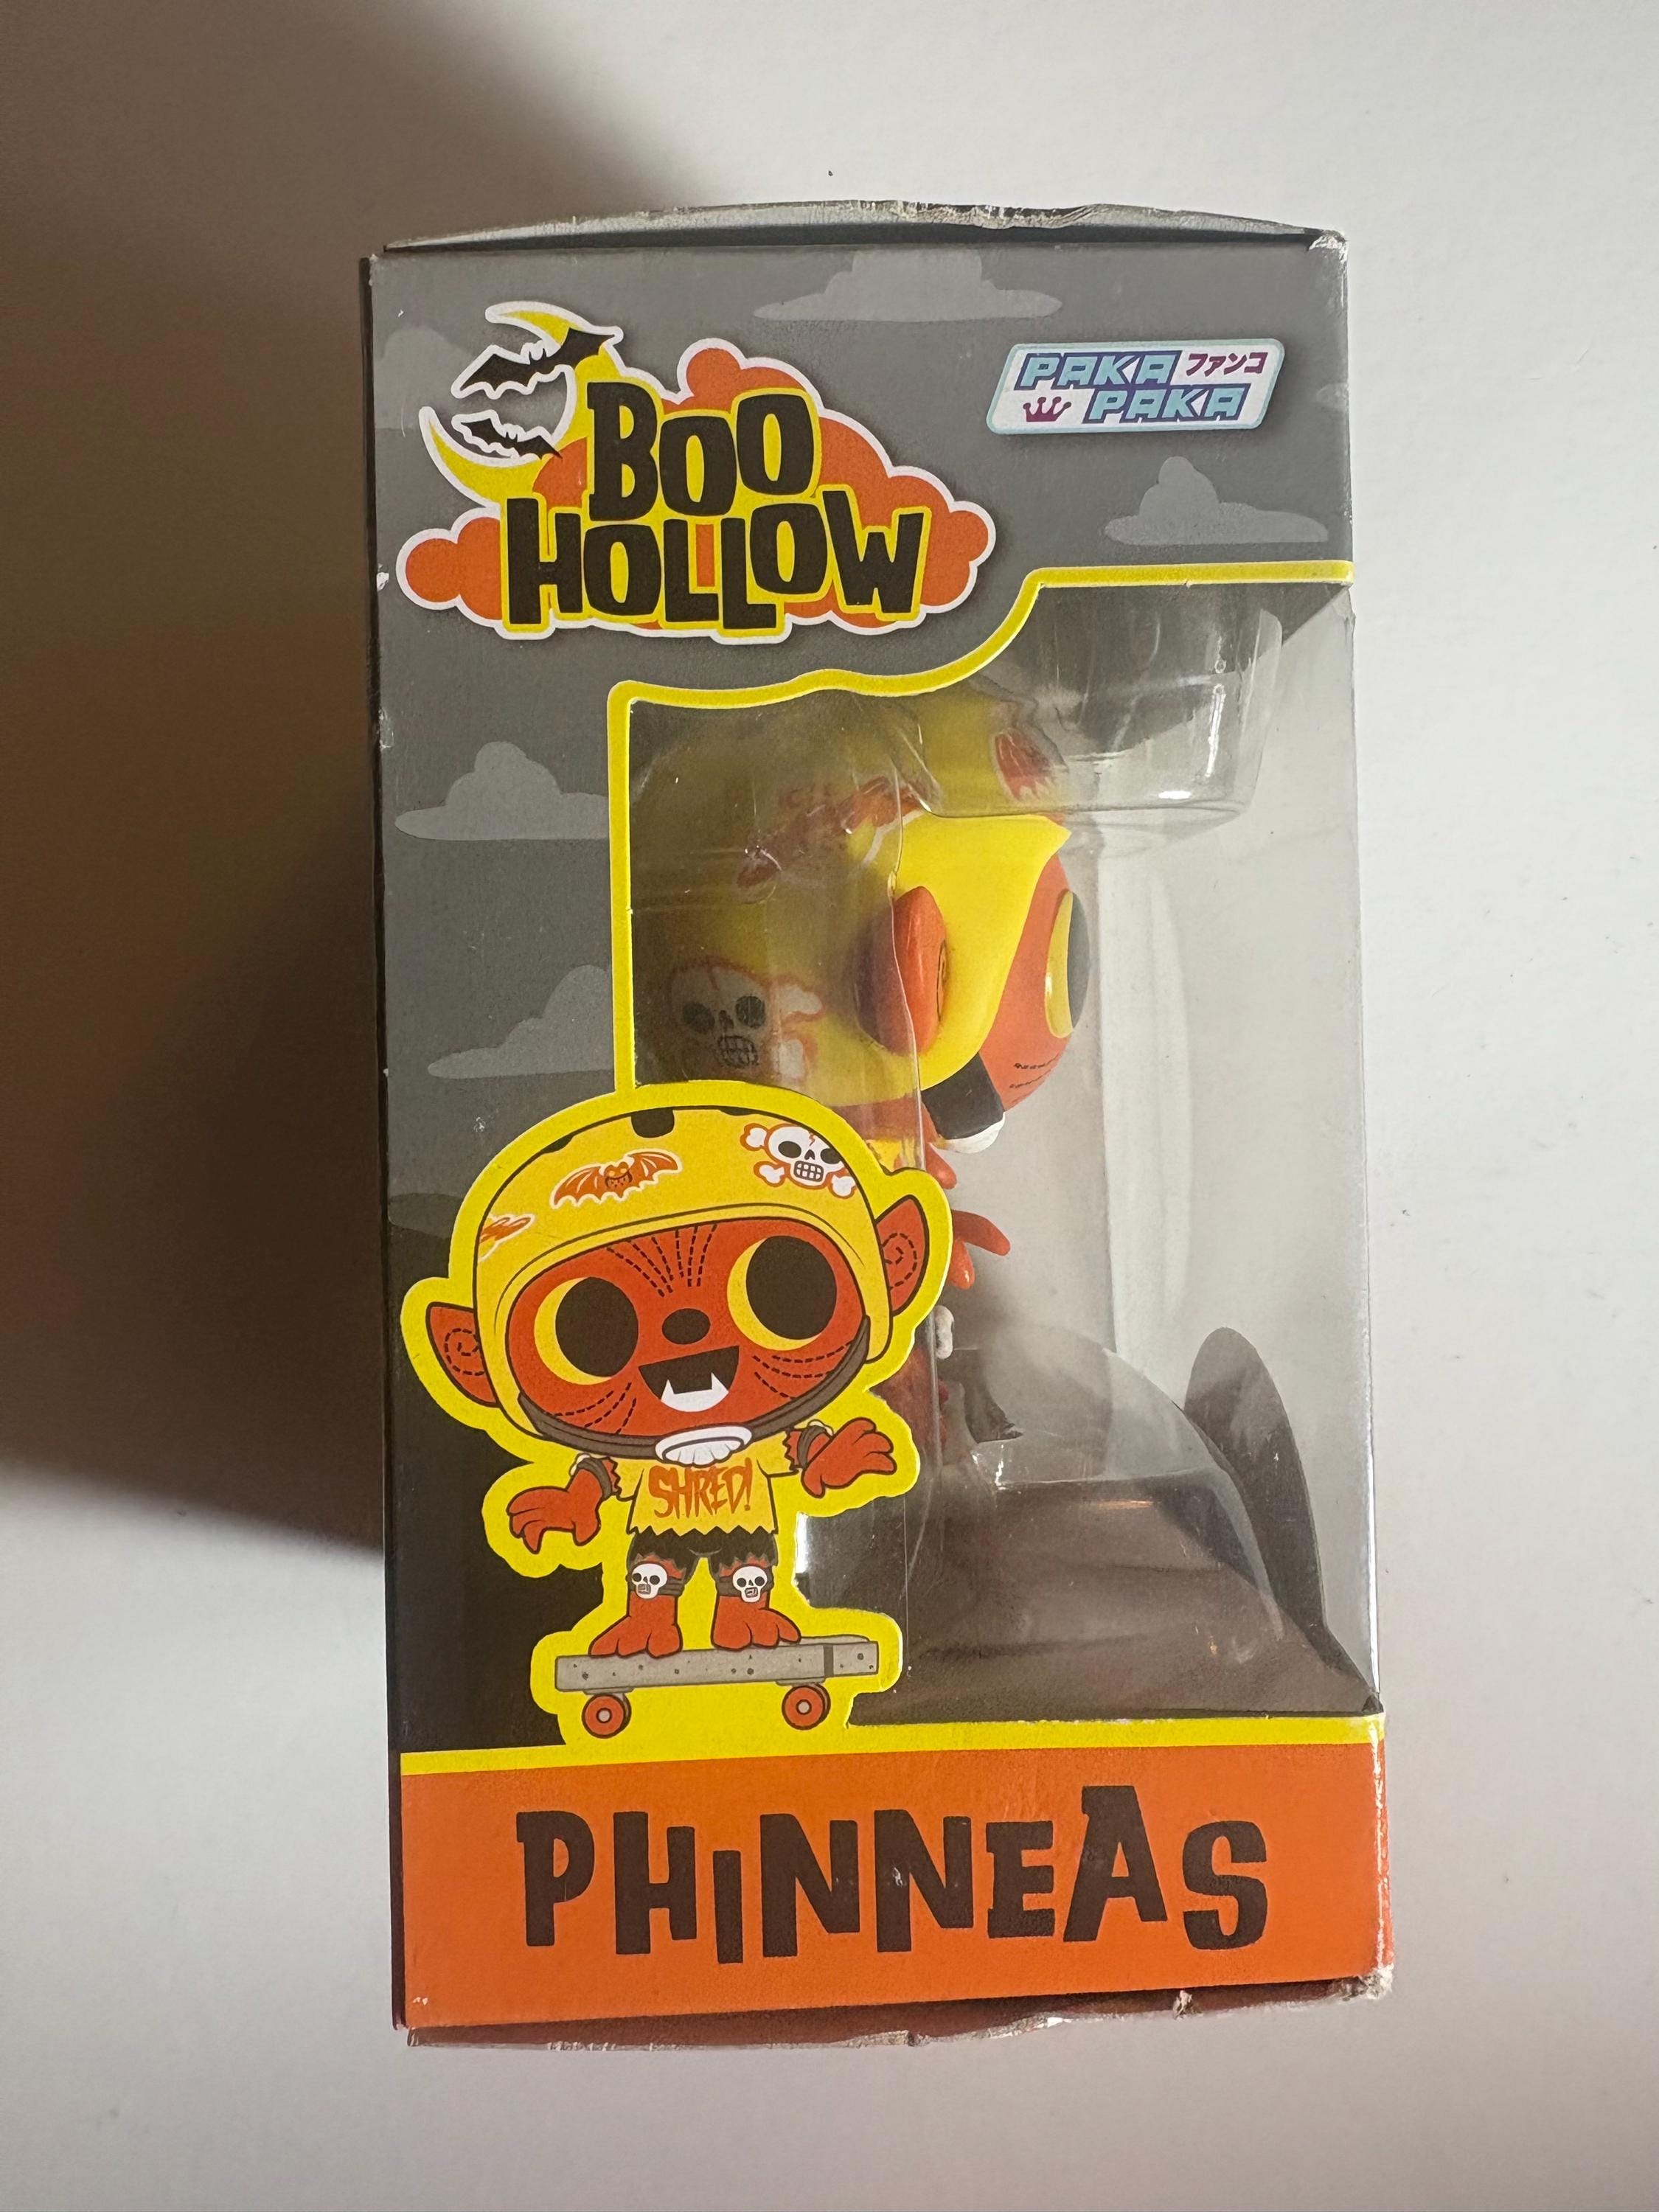 BOO
HOLLOW
PAKA ファンコ
PAKA
SHRED!
PHINNEAS